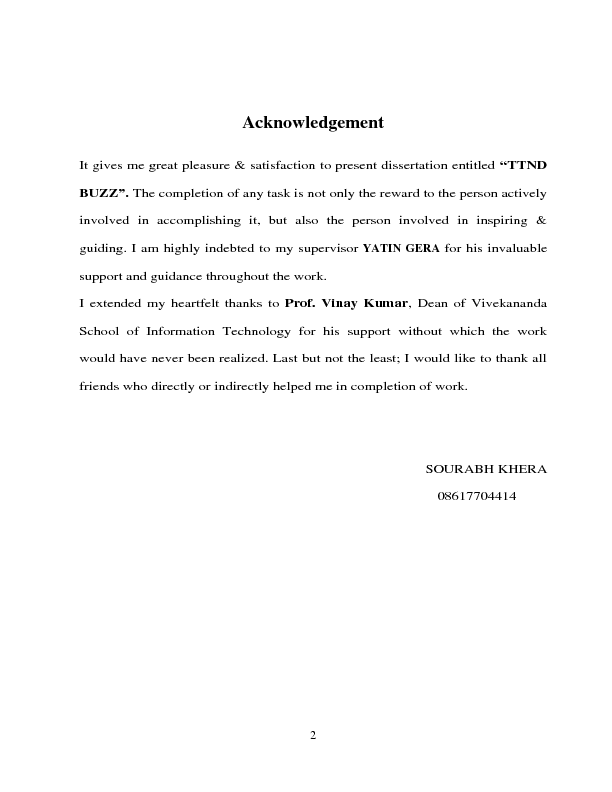 Acknowledgement
It gives me great pleasure & satisfaction to present dissertation entitled “TTND
BUZZ”. The completion of any task is not only the reward to the person actively
involved in accomplishing it, but also the person involved in inspiring &
guiding. I am highly indebted to my supervisor YATIN GERA for his invaluable
support and guidance throughout the work.
I extended my heartfelt thanks to Prof. Vinay Kumar, Dean of Vivekananda
School of Information Technology for his support without which the work
would have never been realized. Last but not the least; I would like to thank all
friends who directly or indirectly helped me in completion of work.
SOURABH KHERA
08617704414
2